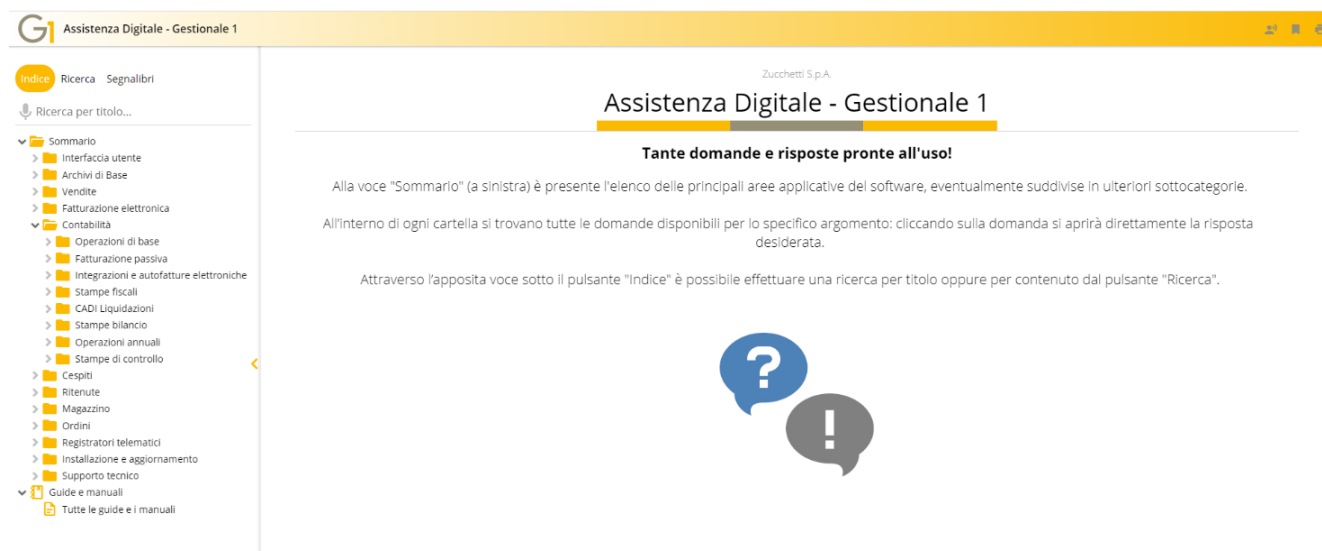 G1 Assistenza Digitale - Gestionale 1
Indice Ricerca Segnalibri
Ricerca per titolo...
Sommario
Interfaccia utente
Archivi di Base
Vendite
Fatturazione elettronica
Contabilità
Operazioni di base
Fatturazione passiva
Integrazioni e autofatture elettroniche
Stampe fiscali
CADI Liquidazioni
Stampe bilancio
Operazioni annuali
Stampe di controllo
Cespiti
Ritenute
Magazzino
Ordini
Registratori telematici
Installazione e aggiornamento
Supporto tecnico
Guide e manuali
Tutte le guide e i manuali
Zucchetti S.p.A.
Assistenza Digitale - Gestionale 1
Tante domande e risposte pronte all'uso!
Alla voce "Sommario" (a sinistra) è presente l'elenco delle principali aree applicative del software, eventualmente suddivise in ulteriori sottocategorie.
All'interno di ogni cartella si trovano tutte le domande disponibili per lo specifico argomento: cliccando sulla domanda si aprirà direttamente la risposta
desiderata.
Attraverso l'apposita voce sotto il pulsante "Indice" è possibile effettuare una ricerca per titolo oppure per contenuto dal pulsante "Ricerca".
?
!